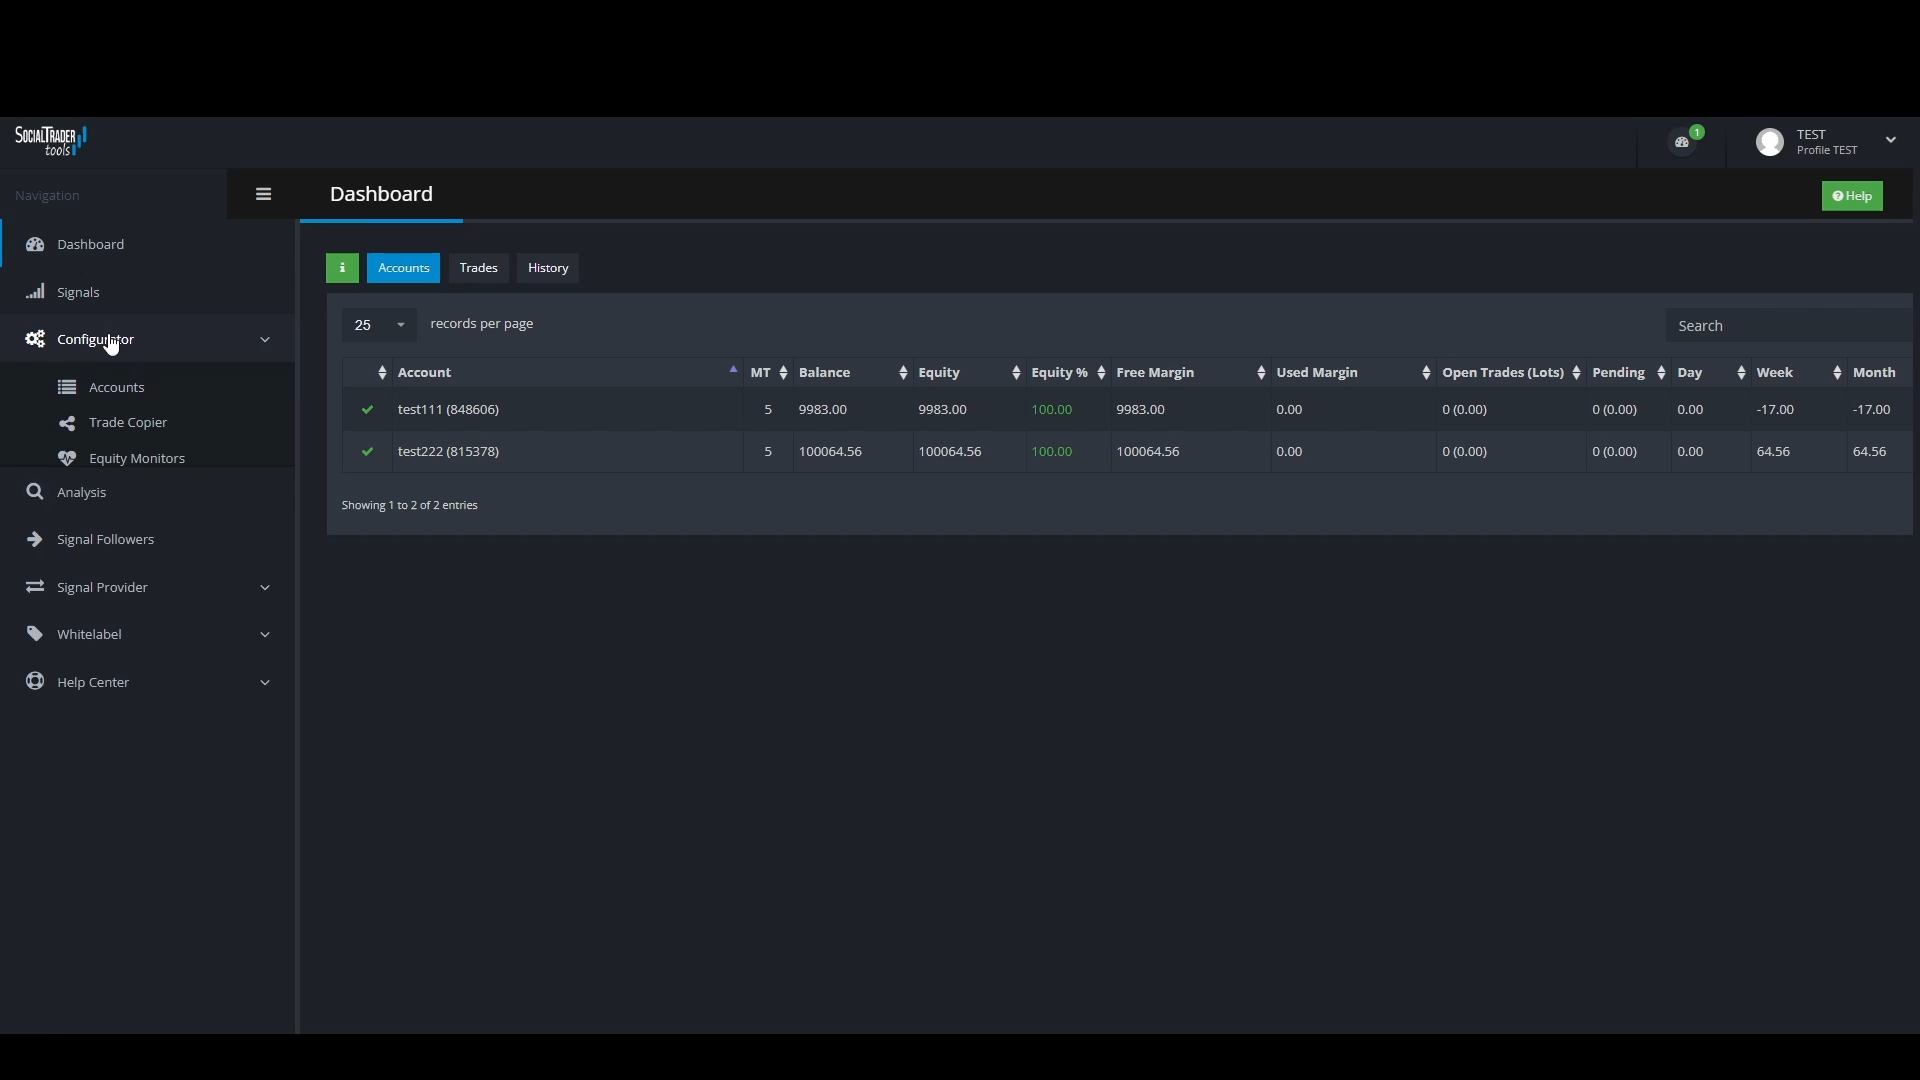 SOCIALTRADER
tools
1
TEST
Profile TEST
Navigation
Dashboard
Help
Dashboard
Signals
Configurator
Accounts
Trade Copier
Equity Monitors
Analysis
Signal Followers
Signal Provider
Whitelabel
Help Center
i Accounts Trades History
25 records per page
Search
Account MT Balance Equity Equity % Free Margin Used Margin Open Trades (Lots) Pending Day Week Month
test111 (848606) 5 9983.00 9983.00 100.00 9983.00 0.00 0 (0.00) 0 (0.00) 0.00 -17.00 -17.00
test222 (815378) 5 100064.56 100064.56 100.00 100064.56 0.00 0 (0.00) 0 (0.00) 0.00 64.56 64.56
Showing 1 to 2 of 2 entries